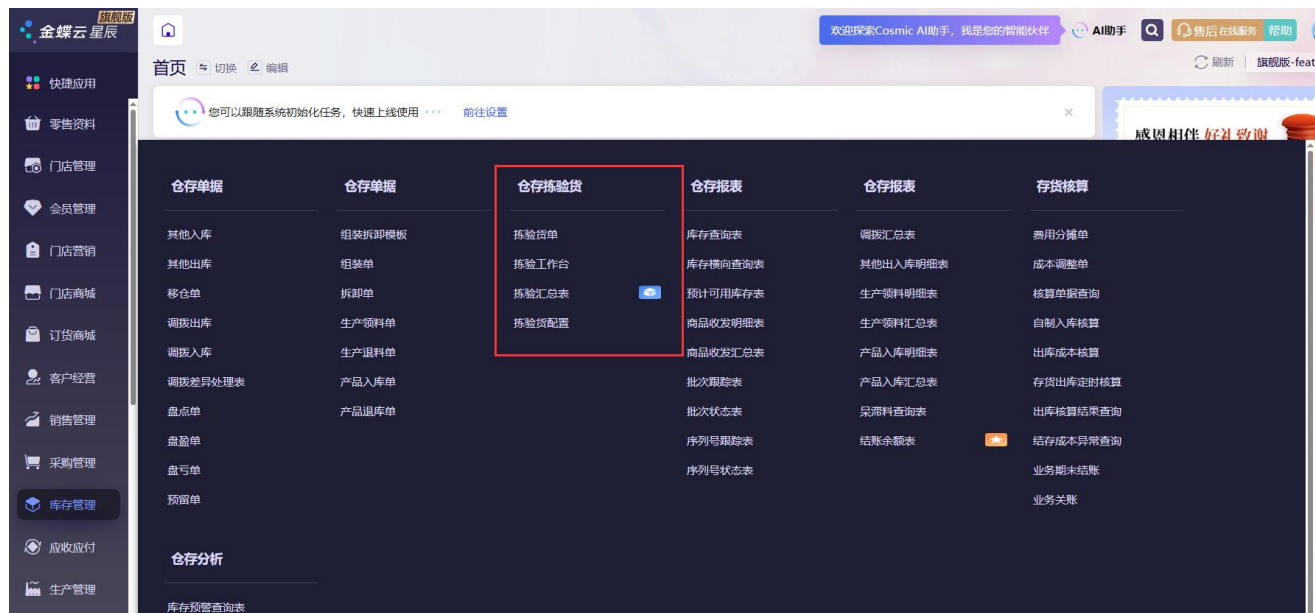 旗舰版
金蝶云星辰
欢迎探索Cosmic AI助手，我是您的智能伙伴
AI助手
售后在线服务
帮助
首页
切换
编辑
刷新
旗舰版-feat
您可以跟随系统初始化任务，快速上线使用
前往设置
感恩相伴 好礼致谢
快捷应用
零售资料
门店管理
会员管理
门店营销
门店商城
订货商城
客户经营
销售管理
采购管理
库存管理
应收应付
生产管理
仓存单据
其他入库
其他出库
移仓单
调拨出库
调拨入库
调拨差异处理表
盘点单
盘盈单
盘亏单
预留单
仓存单据
组装拆卸模板
组装单
拆卸单
生产领料单
生产退料单
产品入库单
产品退库单
仓存拣验货
拣验货单
拣验工作台
拣验汇总表
拣验货配置
仓存报表
库存查询表
库存横向查询表
预计可用库存表
商品收发明细表
商品收发汇总表
批次跟踪表
批次状态表
序列号跟踪表
序列号状态表
仓存报表
调拨汇总表
其他出入库明细表
生产领料明细表
生产领料汇总表
产品入库明细表
产品入库汇总表
呆滞料查询表
结账余额表
存货核算
费用分摊单
成本调整单
核算单据查询
自制入库核算
出库成本核算
存货出库定时核算
出库核算结果查询
结存成本异常查询
业务期末结账
业务关账
仓存分析
库存预警查询表